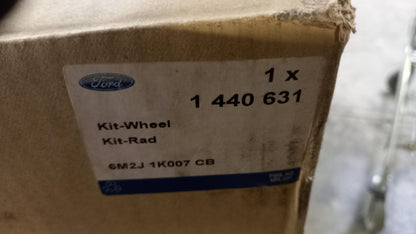 Ford
1 x
1 440 631
Kit-Wheel
Kit-Rad
6M2J 1K007 CB